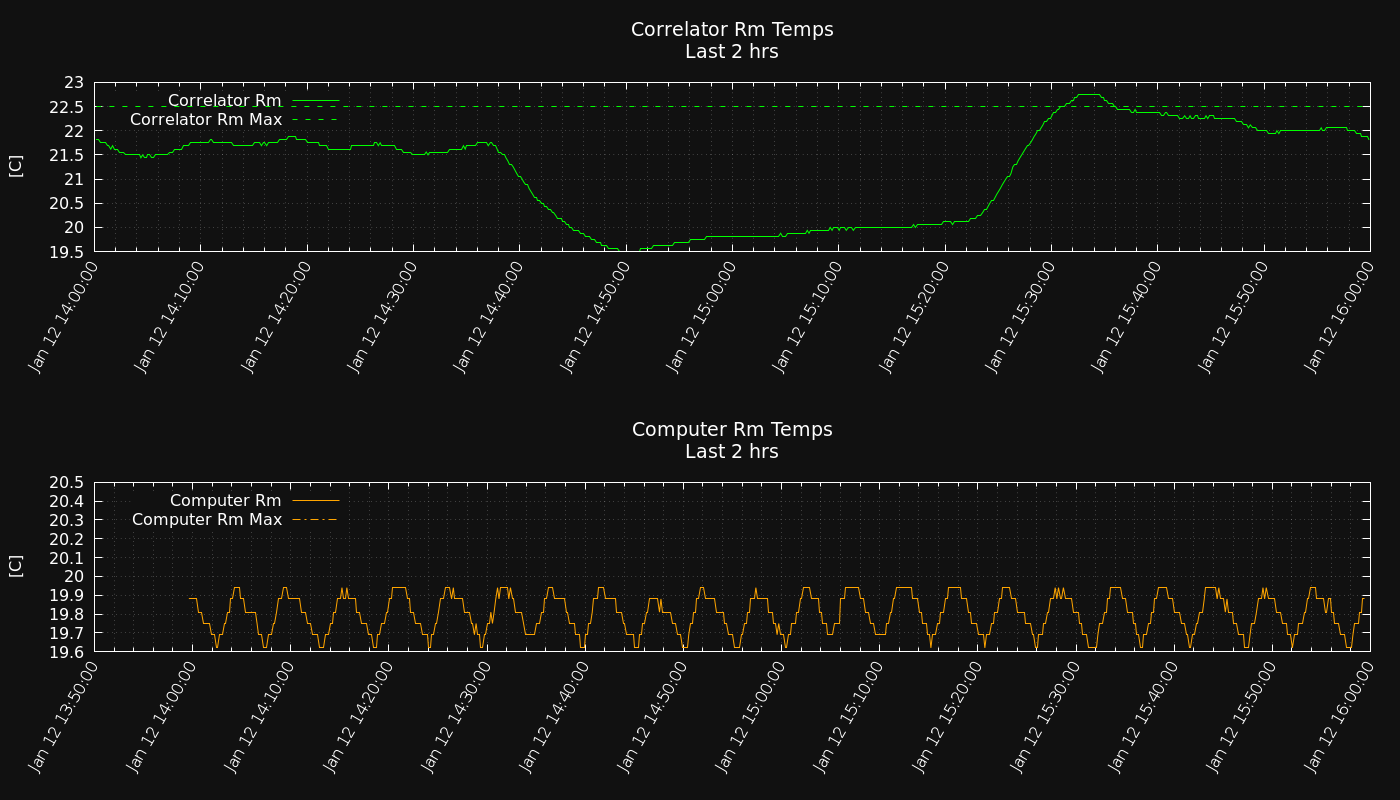 Correlator Rm Temps
Last 2 hrs
[C]
23
22.5
22
21.5
21
20.5
20
19.5
Correlator Rm
Correlator Rm Max
Jan 12 14:00:00
Jan 12 14:10:00
Jan 12 14:20:00
Jan 12 14:30:00
Jan 12 14:40:00
Jan 12 14:50:00
Jan 12 15:00:00
Jan 12 15:10:00
Jan 12 15:20:00
Jan 12 15:30:00
Jan 12 15:40:00
Jan 12 15:50:00
Jan 12 16:00:00
Computer Rm Temps
Last 2 hrs
[C]
20.5
20.4
20.3
20.2
20.1
20
19.9
19.8
19.7
19.6
Computer Rm
Computer Rm Max
Jan 12 13:50:00
Jan 12 14:00:00
Jan 12 14:10:00
Jan 12 14:20:00
Jan 12 14:30:00
Jan 12 14:40:00
Jan 12 14:50:00
Jan 12 15:00:00
Jan 12 15:10:00
Jan 12 15:20:00
Jan 12 15:30:00
Jan 12 15:40:00
Jan 12 15:50:00
Jan 12 16:00:00